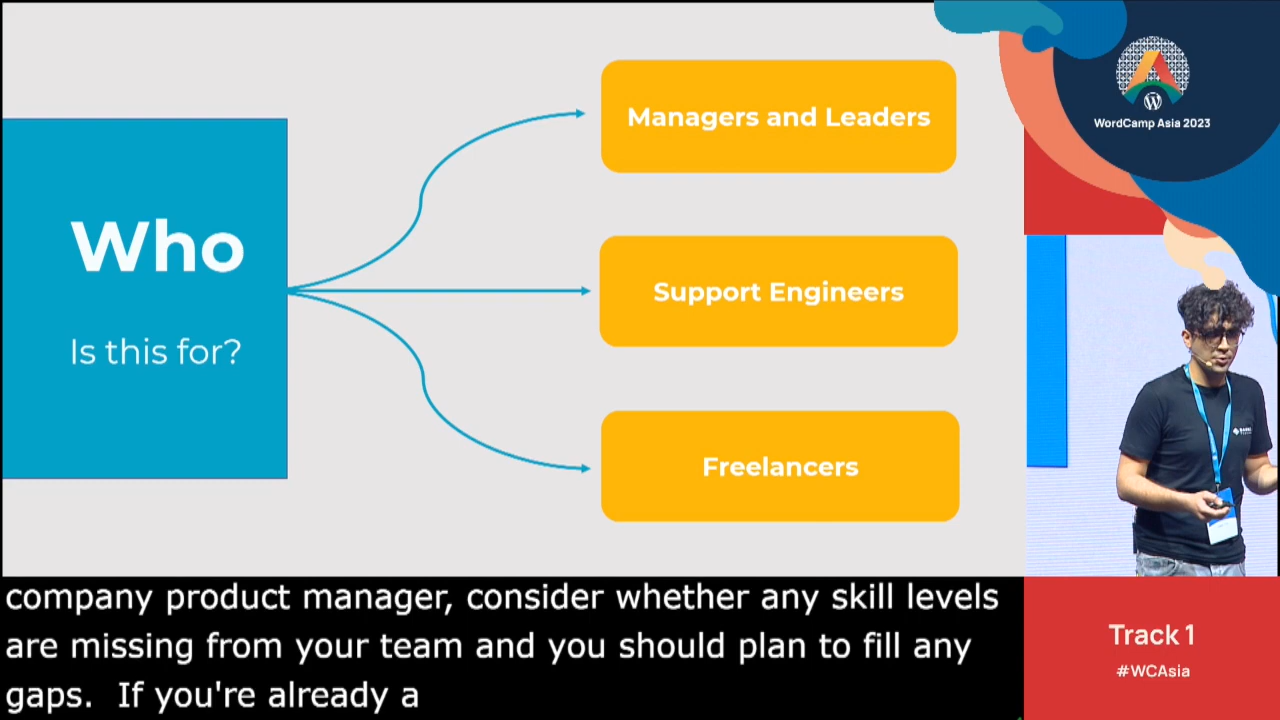 Who
Is this for?
Managers and Leaders
Support Engineers
Freelancers
WordCamp Asia 2023
company product manager, consider whether any skill levels
are missing from your team and you should plan to fill any
gaps.  If you're already a
Track 1
#WCAsia